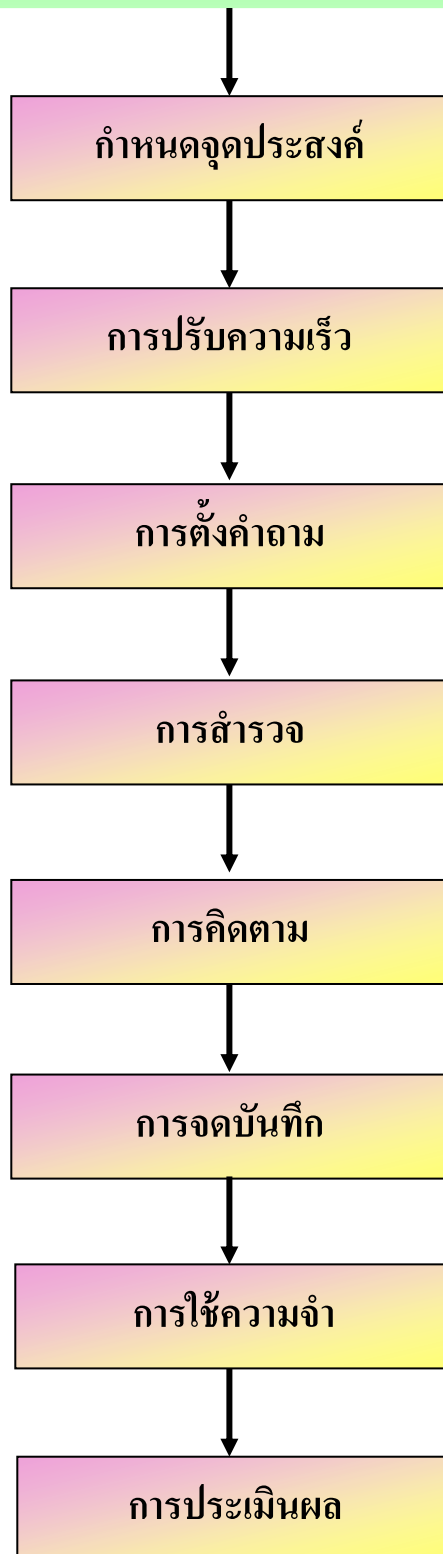 กำหนดจุดประสงค์
การปรับความเร็ว
การตั้งคำถาม
การสำรวจ
การคิดตาม
การจดบันทึก
การใช้ความจำ
การประเมินผล